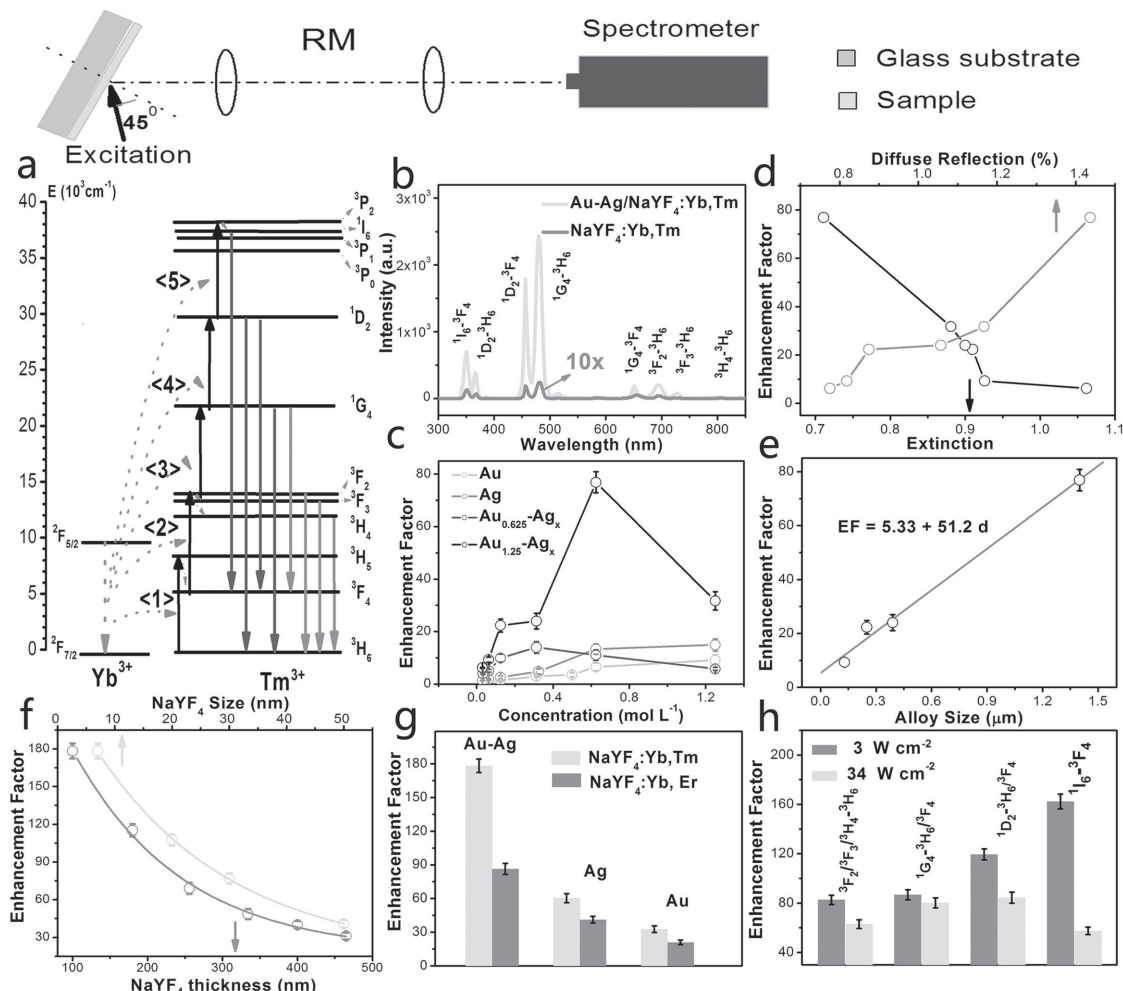 RM
Spectrometer
Glass substrate
Sample
45⁰
Excitation
a
E (10³cm⁻¹)
40
35
30
25
20
15
10
5
0
³P₂
¹I₆
³P₁
³P₀
¹D₂
¹G₄
³F₂
³F₃
³H₄
³H₅
³F₄
³H₆
<5>
<4>
<3>
<2>
<1>
²F₅/₂
²F₇/₂
Yb³⁺
Tm³⁺
b
Intensity (a.u.)
3x10³
2x10³
1x10³
0
Au-Ag/NaYF₄:Yb,Tm
NaYF₄:Yb,Tm
¹I₆-³F₄
¹D₂-³H₆
¹D₂-³F₄
¹G₄-³H₆
10x
¹G₄-³F₄
³F₂-³H₆
³F₃-³H₆
³H₄-³H₆
300 400 500 600 700 800
Wavelength (nm)
c
Enhancement Factor
80
60
40
20
0
Au
Ag
Au₀.₆₂₅-Agₓ
Au₁.₂₅-Agₓ
0.0 0.4 0.8 1.2
Concentration (mol L⁻¹)
d
Diffuse Reflection (%)
0.8 1.0 1.2 1.4
Enhancement Factor
80
60
40
20
0
0.7 0.8 0.9 1.0 1.1
Extinction
e
Enhancement Factor
80
60
40
20
0
EF = 5.33 + 51.2 d
0.0 0.3 0.6 0.9 1.2 1.5
Alloy Size (μm)
f
NaYF₄ Size (nm)
0 10 20 30 40 50
Enhancement Factor
180
150
120
90
60
30
100 200 300 400 500
NaYF₄ thickness (nm)
g
Enhancement Factor
210
180
150
120
90
60
30
0
Au-Ag
Ag
Au
NaYF₄:Yb,Tm
NaYF₄:Yb, Er
h
Enhancement Factor
200
160
120
80
40
3 W cm⁻²
34 W cm⁻²
³F₂/³F₃/³H₄-³H₆
¹G₄-³H₆/³F₄
¹D₂-³H₆/³F₄
¹I₆-³F₄